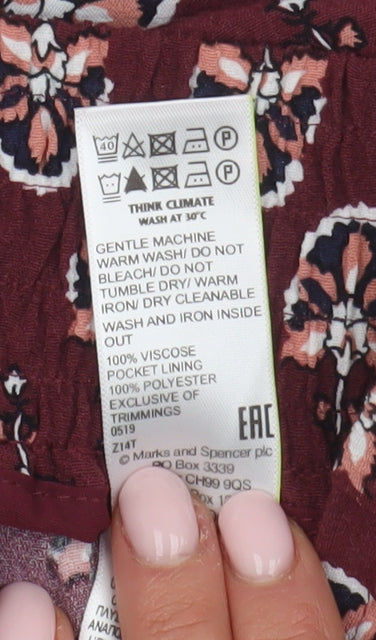 40 P
P
THINK CLIMATE
WASH AT 30°C
GENTLE MACHINE
WARM WASH/ DO NOT
BLEACH/ DO NOT
TUMBLE DRY/ WARM
IRON/ DRY CLEANABLE
WASH AND IRON INSIDE
OUT
100% VISCOSE
POCKET LINING
100% POLYESTER
EXCLUSIVE OF
TRIMMINGS
0519
Z14T
EAC
© Marks and Spencer plc
PO Box 3339
CH99 9QS
Box